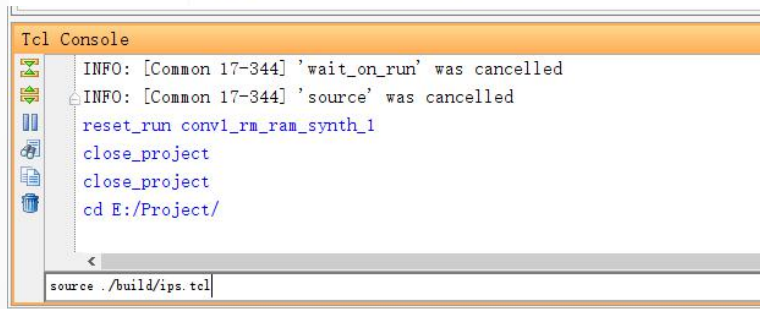 Tcl Console
INFO: [Common 17-344] 'wait_on_run' was cancelled
INFO: [Common 17-344] 'source' was cancelled
reset_run conv1_rm_ram_synth_1
close_project
close_project
cd E:/Project/
source ./build/ips.tcl